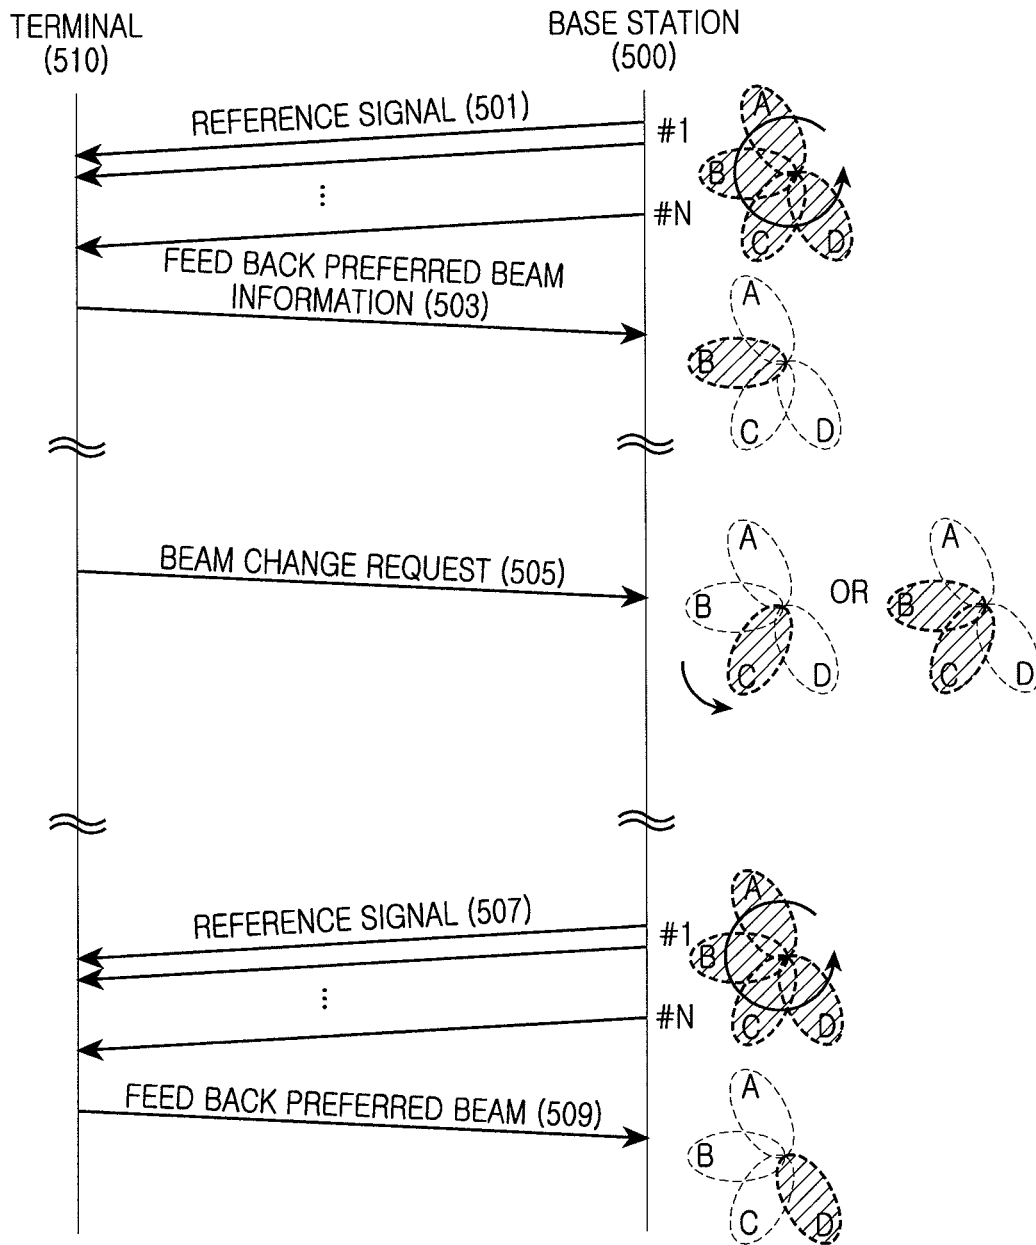 TERMINAL
(510)
BASE STATION
(500)
REFERENCE SIGNAL (501)
#1
#N
A
B
C
D
FEED BACK PREFERRED BEAM
INFORMATION (503)
A
B
C
D
BEAM CHANGE REQUEST (505)
A
B
C
D
OR
A
B
C
D
REFERENCE SIGNAL (507)
#1
#N
A
B
C
D
FEED BACK PREFERRED BEAM (509)
A
B
C
D